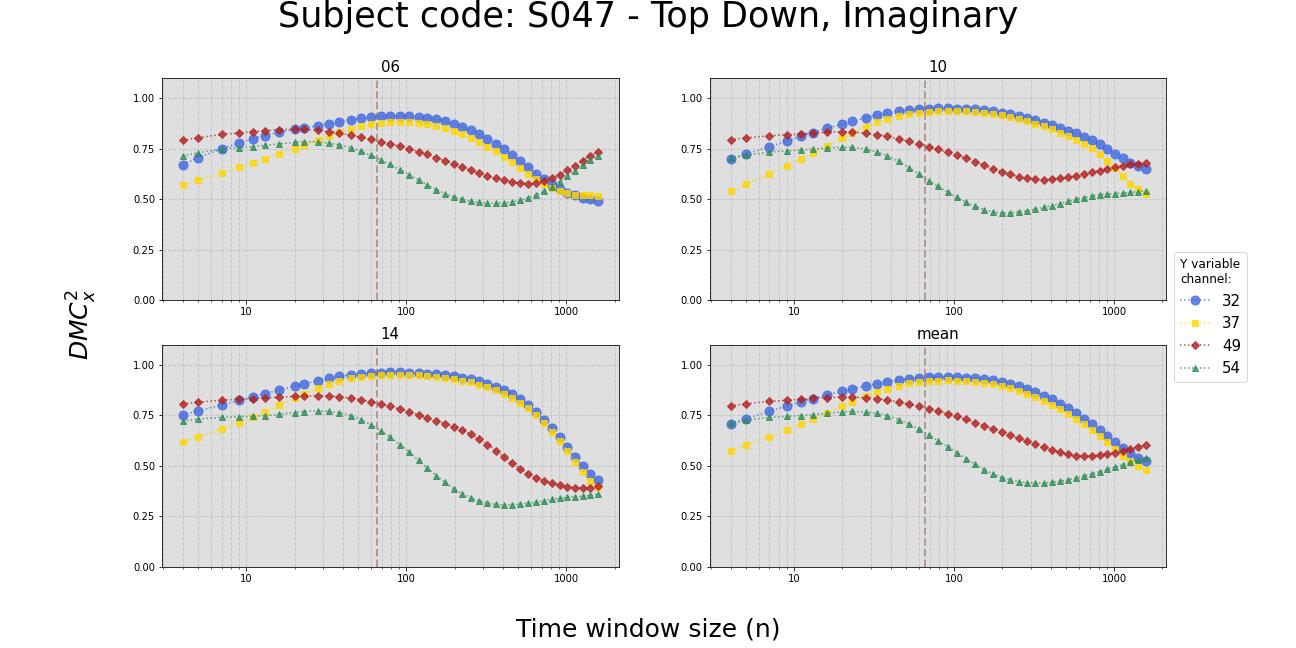 Subject code: S047 - Top Down, Imaginary
06
1.00
0.75
0.50
0.25
0.00
10 100 1000
10
1.00
0.75
0.50
0.25
0.00
10 100 1000
14
1.00
0.75
0.50
0.25
0.00
10 100 1000
mean
1.00
0.75
0.50
0.25
0.00
10 100 1000
DMC²ₓ
Y variable
channel:
32
37
49
54
Time window size (n)